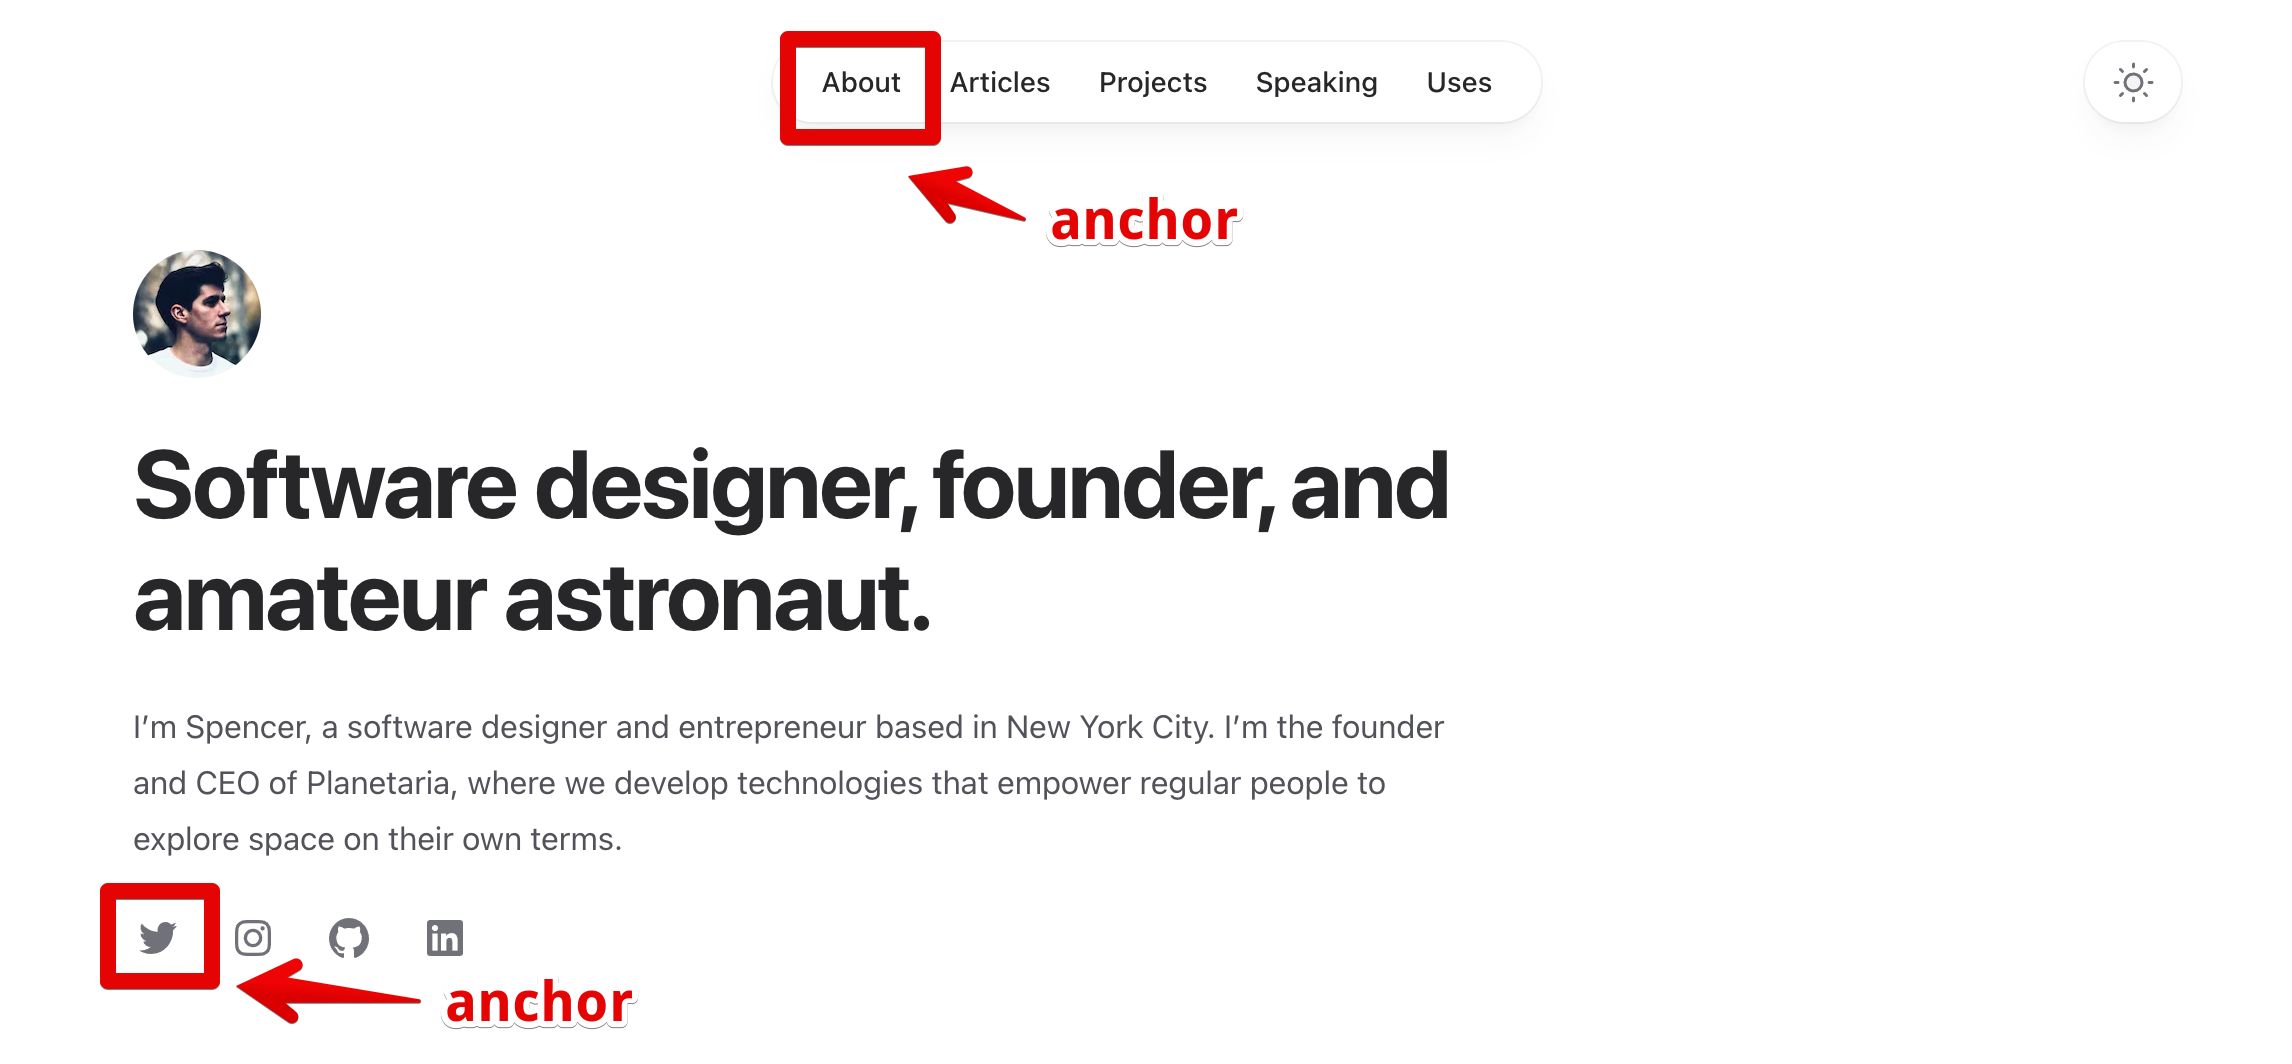 About Articles Projects Speaking Uses
anchor
Software designer, founder, and
amateur astronaut.
I’m Spencer, a software designer and entrepreneur based in New York City. I’m the founder
and CEO of Planetaria, where we develop technologies that empower regular people to
explore space on their own terms.
in
anchor